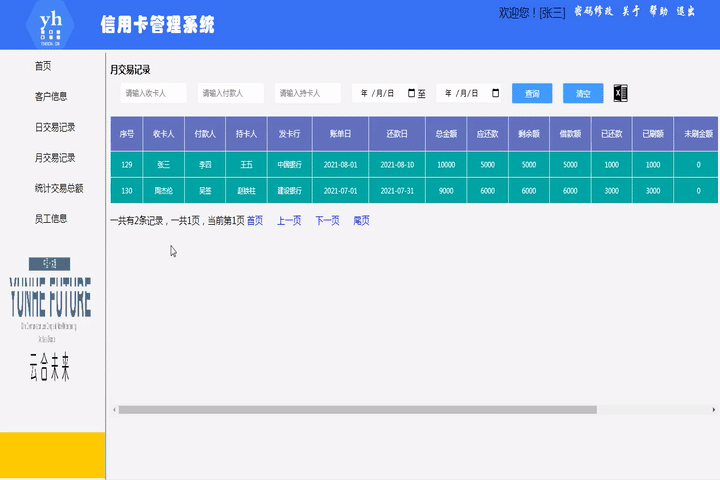 yh
YUNHE.CN
信用卡管理系统
欢迎您！[张三] 密码修改 关于 帮助 退出
首页
客户信息
日交易记录
月交易记录
统计交易总额
员工信息
YUNHE FUTURE
云合未来
月交易记录
请输入收卡人 请输入付款人 请输入持卡人 年 /月/日 至 年 /月/日 查询 清空
序号 收卡人 付款人 持卡人 发卡行 账单日 还款日 总金额 应还款 剩余额 借款额 已还款 已刷额 未刷金额
129 张三 李四 王五 中国银行 2021-08-01 2021-08-10 10000 5000 5000 5000 1000 1000 0
130 周杰伦 吴签 赵铁柱 建设银行 2021-07-01 2021-07-31 9000 6000 6000 6000 3000 3000 0
一共有2条记录，一共1页，当前第1页 首页 上一页 下一页 尾页